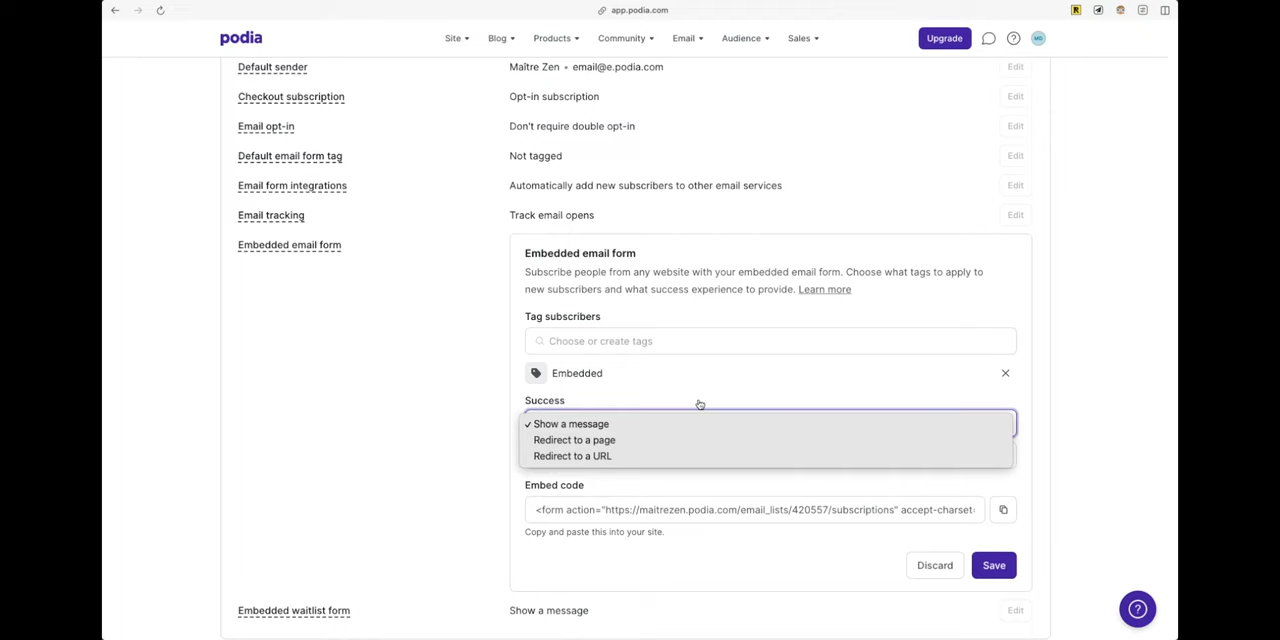 app.podia.com
podia
Site Blog Products Community Email Audience Sales Upgrade MD
Default sender Maître Zen • email@e.podia.com Edit
Checkout subscription Opt-in subscription Edit
Email opt-in Don't require double opt-in Edit
Default email form tag Not tagged Edit
Email form integrations Automatically add new subscribers to other email services Edit
Email tracking Track email opens Edit
Embedded email form
Embedded email form
Subscribe people from any website with your embedded email form. Choose what tags to apply to
new subscribers and what success experience to provide. Learn more
Tag subscribers
Choose or create tags
Embedded
Success
✓ Show a message
Redirect to a page
Redirect to a URL
Embed code
<form action="https://maitrezen.podia.com/email_lists/420557/subscriptions" accept-charset=
Copy and paste this into your site.
Discard Save
Embedded waitlist form Show a message Edit